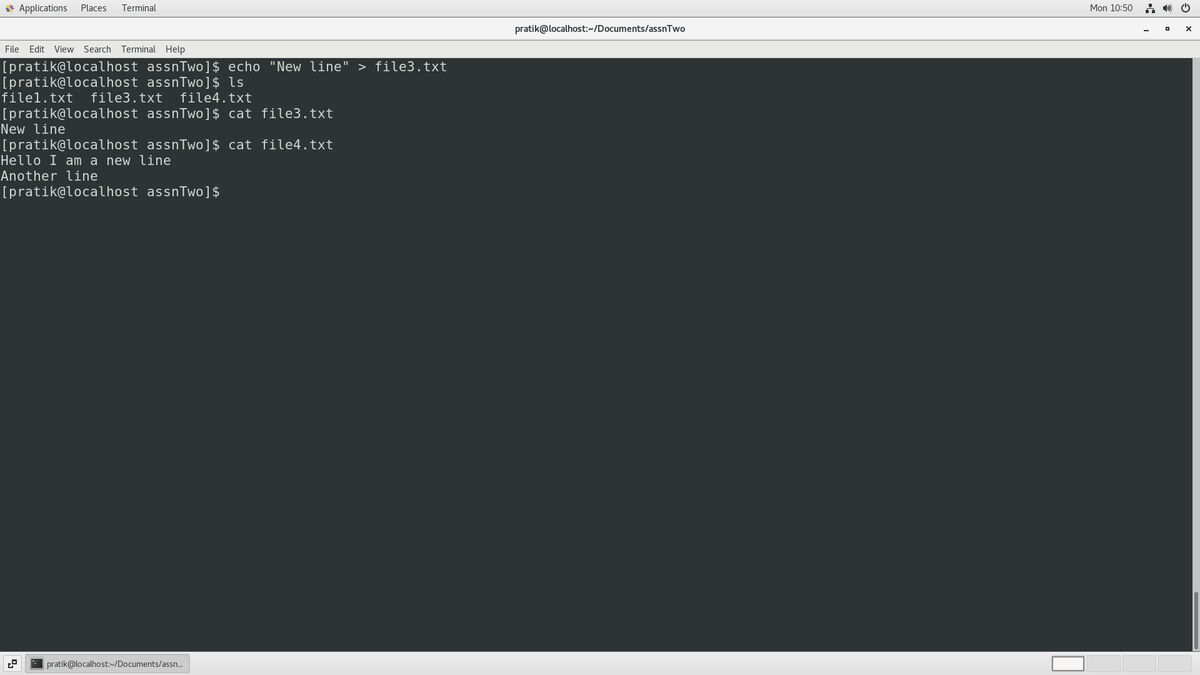 Applications Places Terminal Mon 10:50
pratik@localhost:~/Documents/assnTwo
File Edit View Search Terminal Help
[pratik@localhost assnTwo]$ echo "New line" > file3.txt
[pratik@localhost assnTwo]$ ls
file1.txt  file3.txt  file4.txt
[pratik@localhost assnTwo]$ cat file3.txt
New line
[pratik@localhost assnTwo]$ cat file4.txt
Hello I am a new line
Another line
[pratik@localhost assnTwo]$
pratik@localhost:~/Documents/assn...